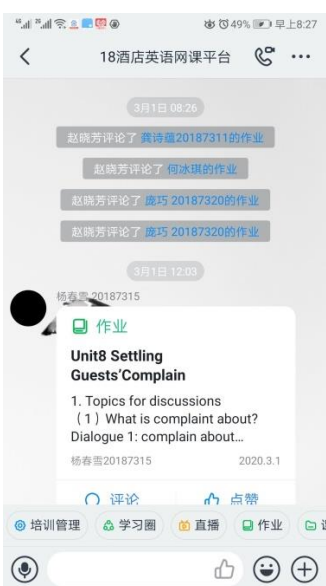 49% 早上8:27
18酒店英语网课平台
3月1日 08:26
赵晓芳评论了 龚诗蕴20187311的作业
赵晓芳评论了 何冰琪的作业
赵晓芳评论了 庞巧 20187320的作业
赵晓芳评论了 庞巧 20187320的作业
3月1日 12:03
杨春雪20187315
作业
Unit8 Settling
Guests'Complain
1. Topics for discussions
（1）What is complaint about?
Dialogue 1: complain about...
杨春雪20187315 2020.3.1
评论 点赞
培训管理 学习圈 直播 作业